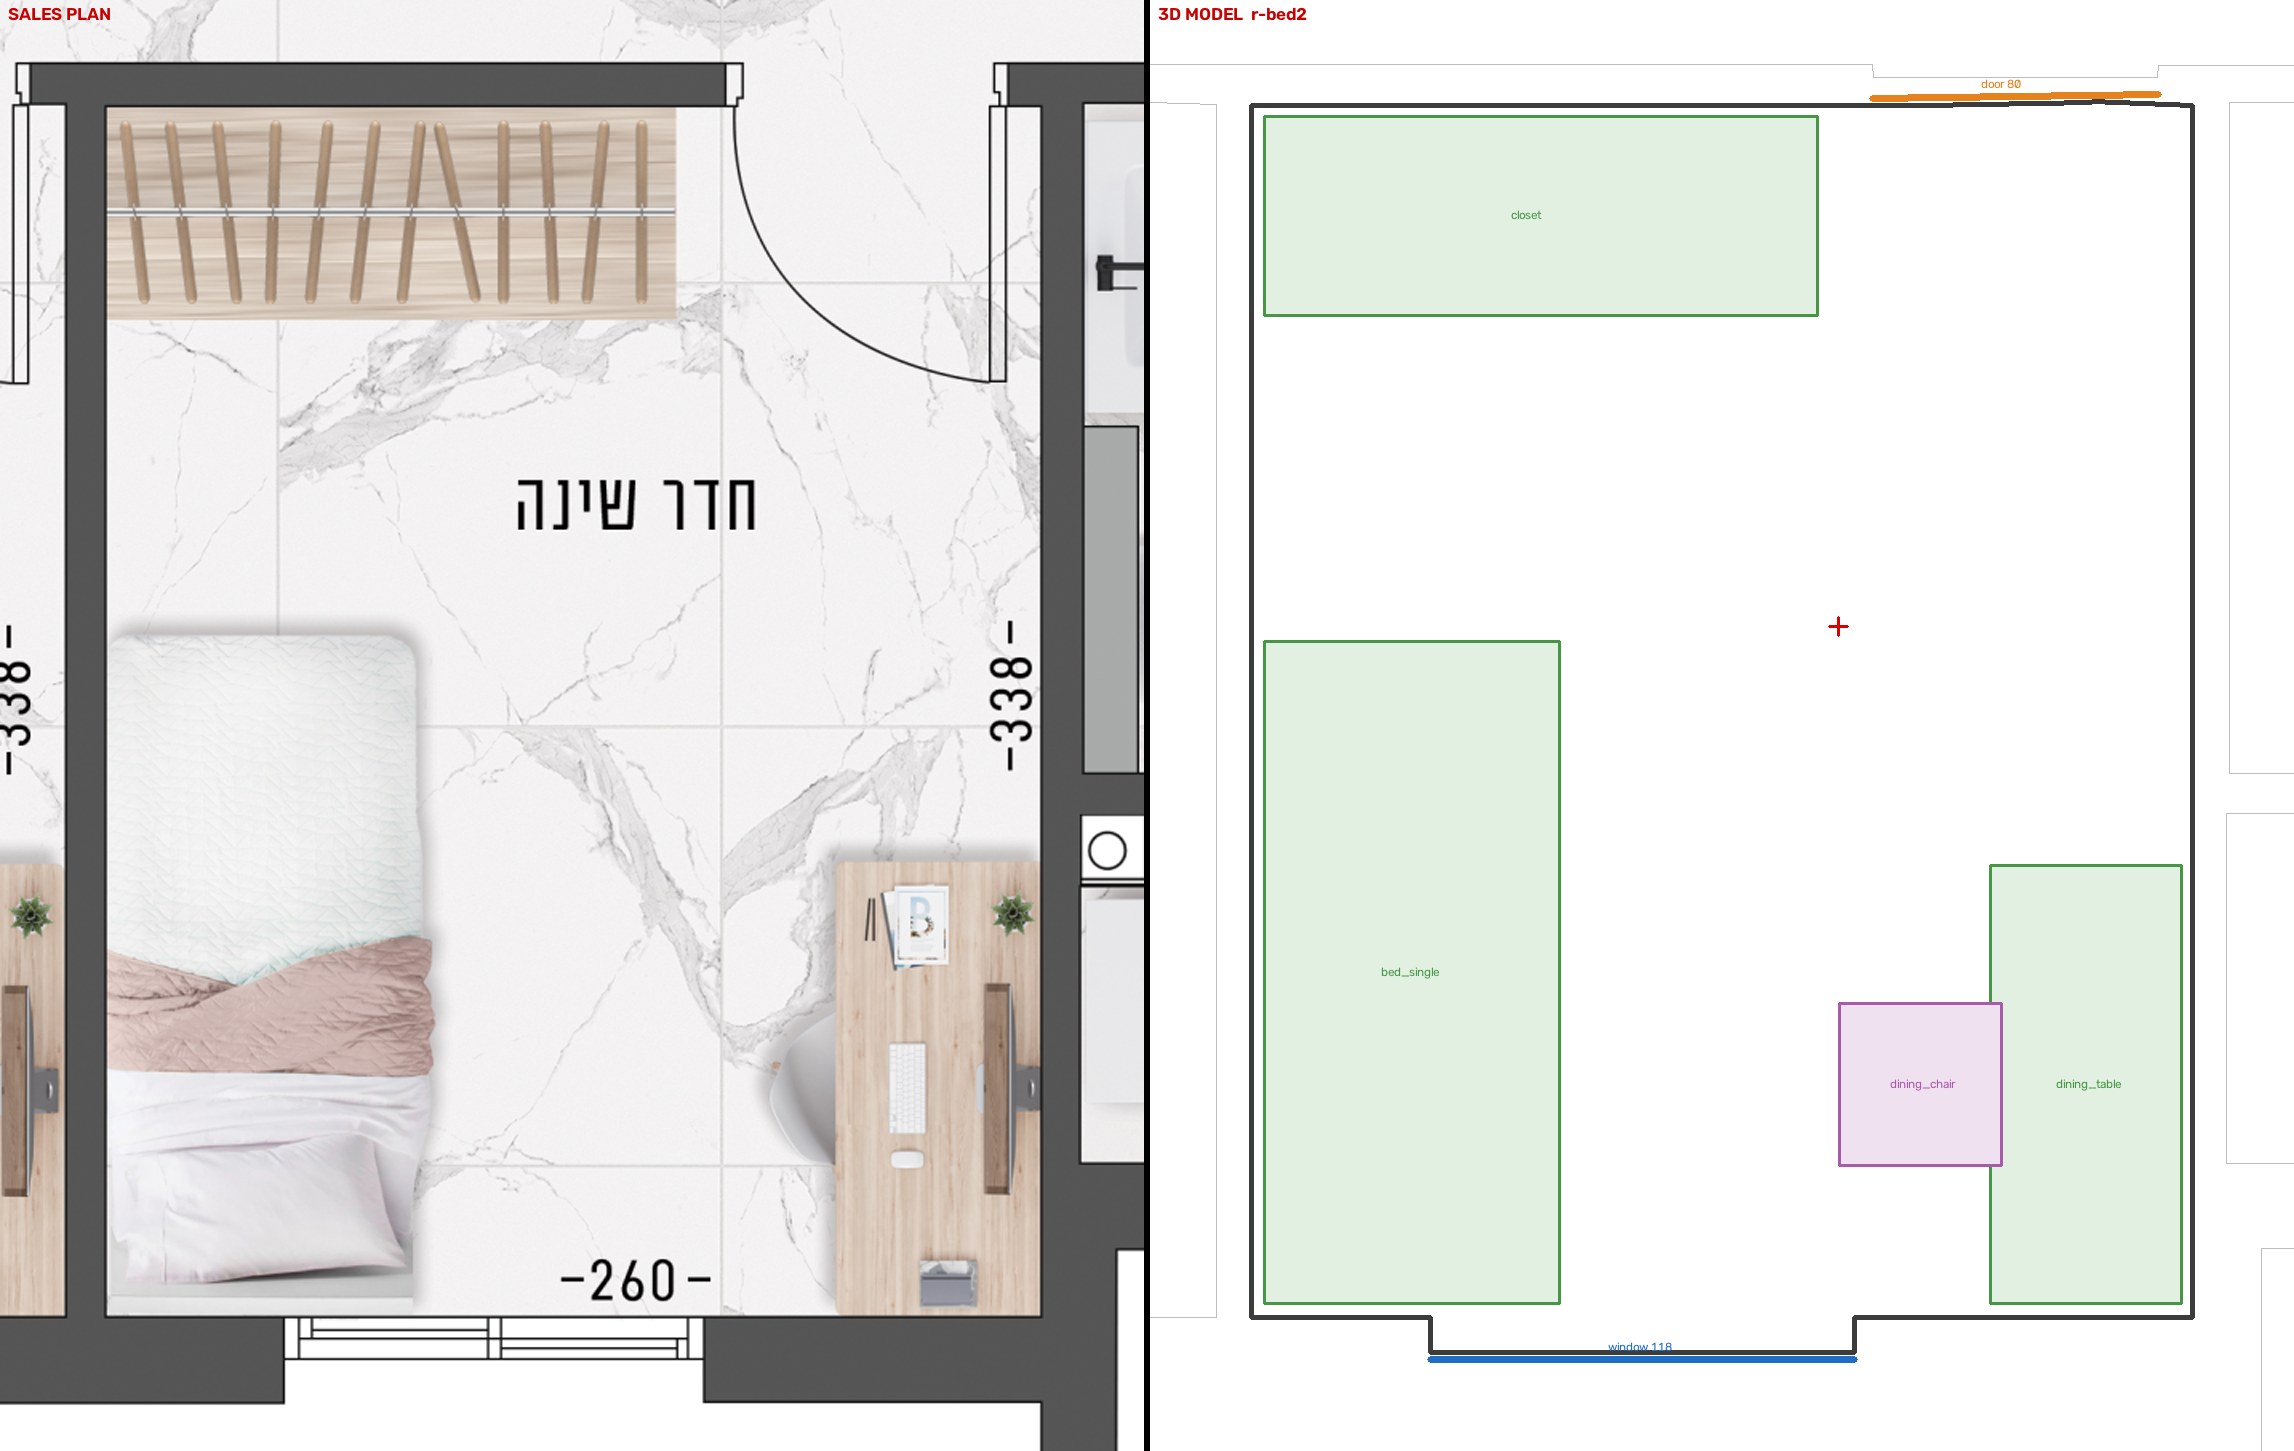 SALES PLAN
3D MODEL r-bed2
door 80
closet
חדר שינה
-338-
-338-
B
bed_single
dining_chair
dining_table
-260-
window 118